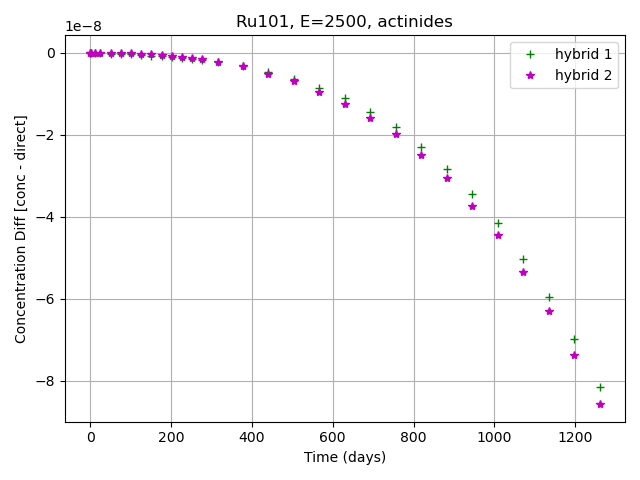 Ru101, E=2500, actinides
1e−8
hybrid 1
hybrid 2
0
−2
−4
−6
−8
Concentration Diff [conc - direct]
0 200 400 600 800 1000 1200
Time (days)